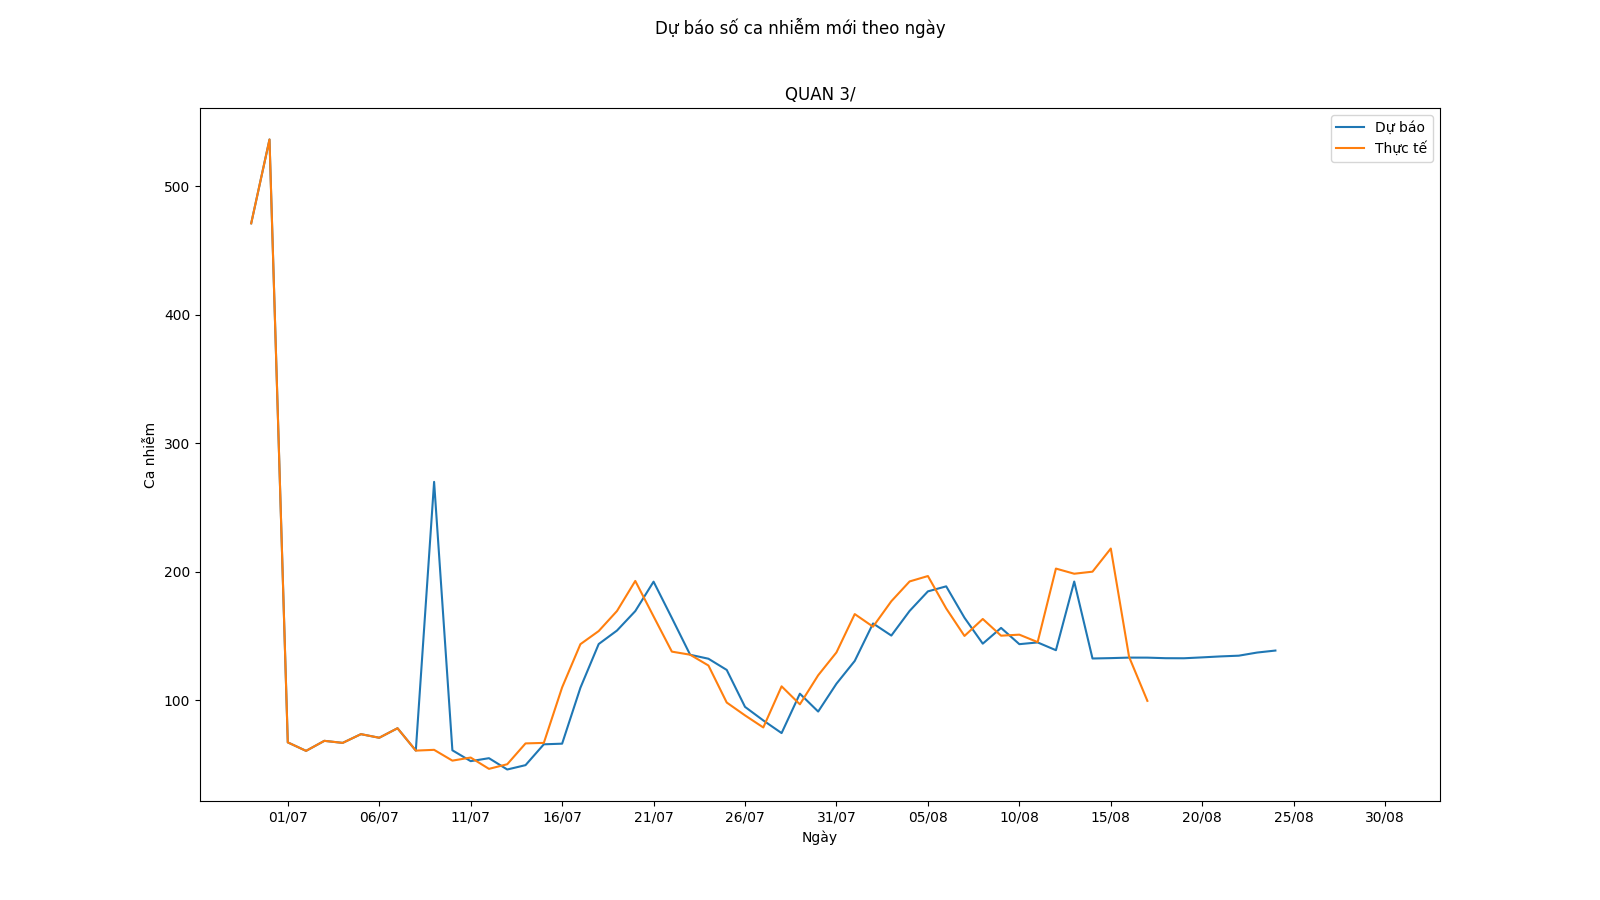 Dự báo số ca nhiễm mới theo ngày
QUAN 3/
Dự báo
Thực tế
500
400
300
200
100
Ca nhiễm
01/07 06/07 11/07 16/07 21/07 26/07 31/07 05/08 10/08 15/08 20/08 25/08 30/08
Ngày